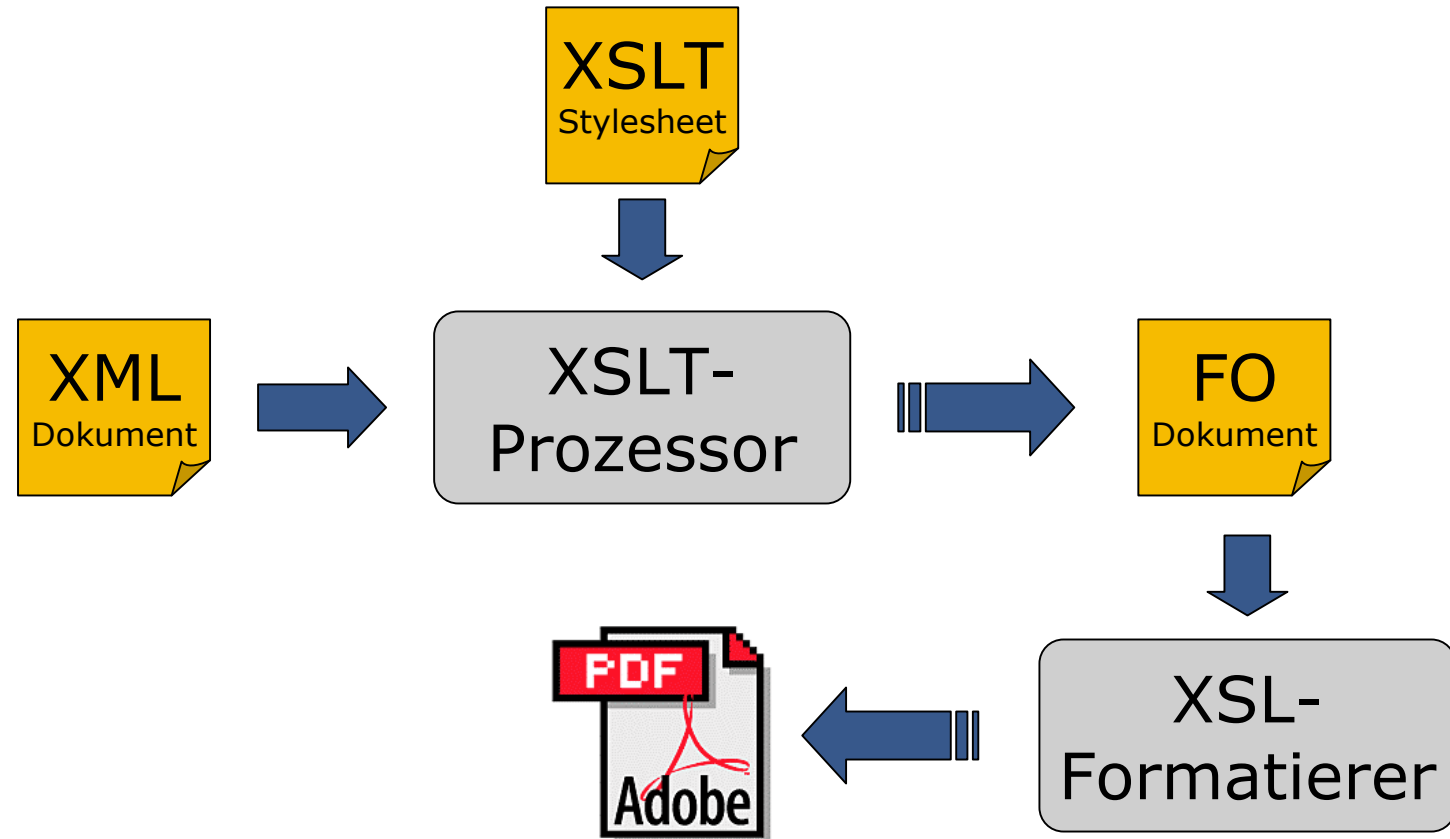 XSLT
Stylesheet
XML
Dokument
XSLT-
Prozessor
FO
Dokument
PDF
Adobe
XSL-
Formatierer